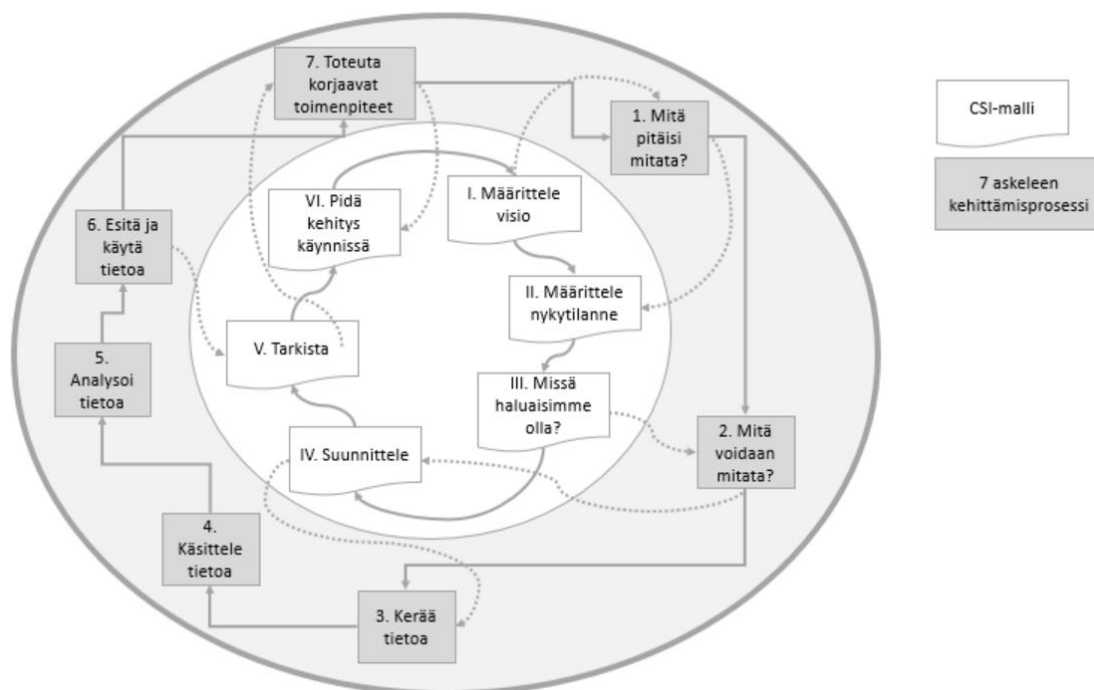 7. Toteuta
korjaavat
toimenpiteet
1. Mitä
pitäisi
mitata?
CSI-malli
7 askeleen
kehittämisprosessi
VI. Pidä
kehitys
käynnissä
I. Määrittele
visio
6. Esitä ja
käytä
tietoa
II. Määrittele
nykytilanne
V. Tarkista
5.
Analysoi
tietoa
III. Missä
haluaisimme
olla?
2. Mitä
voidaan
mitata?
IV. Suunnittele
4.
Käsittele
tietoa
3. Kerää
tietoa